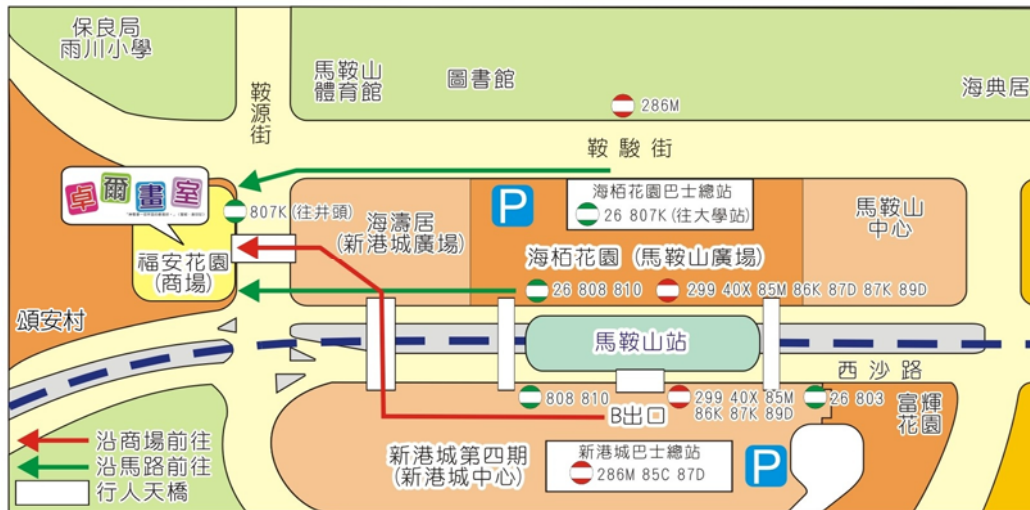 保良局
雨川小學
馬鞍山
體育館
圖書館
286M
海典居
鞍源街
鞍駿街
卓爾畫室
807K (往井頭)
海濤居
(新港城廣場)
P
海栢花園巴士總站
26 807K (往大學站)
馬鞍山
中心
福安花園
(商場)
海栢花園 (馬鞍山廣場)
26 808 810
299 40X 85M 86K 87D 87K 89D
頌安村
馬鞍山站
西沙路
808 810
299 40X 85M
86K 87K 89D
26 803
B出口
富輝
花園
沿商場前往
沿馬路前往
行人天橋
新港城第四期
(新港城中心)
新港城巴士總站
286M 85C 87D
P